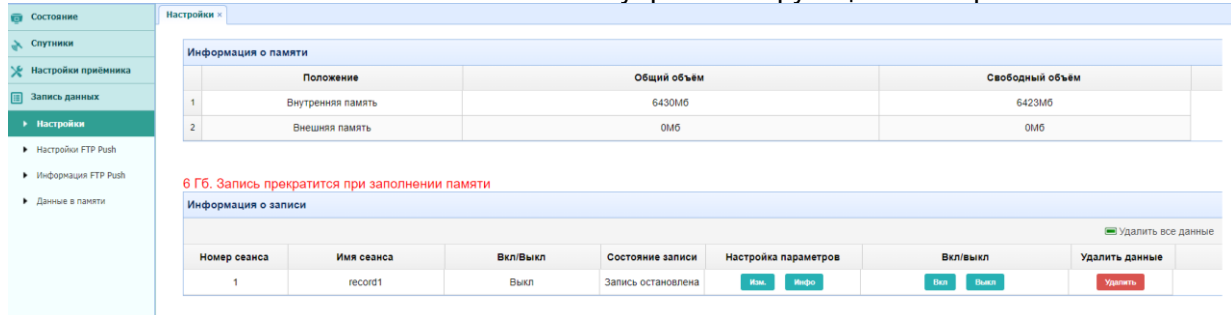 Состояние
Спутники
Настройки приёмника
Запись данных
Настройки
Настройки FTP Push
Информация FTP Push
Данные в памяти
Настройки ×
Информация о памяти
Положение Общий объём Свободный объём
1 Внутренняя память 6430Мб 6423Мб
2 Внешняя память 0Мб 0Мб
6 Гб. Запись прекратится при заполнении памяти
Информация о записи
Удалить все данные
Номер сеанса Имя сеанса Вкл/Выкл Состояние записи Настройка параметров Вкл/выкл Удалить данные
1 record1 Выкл Запись остановлена Изм. Инфо Вкл Выкл Удалить